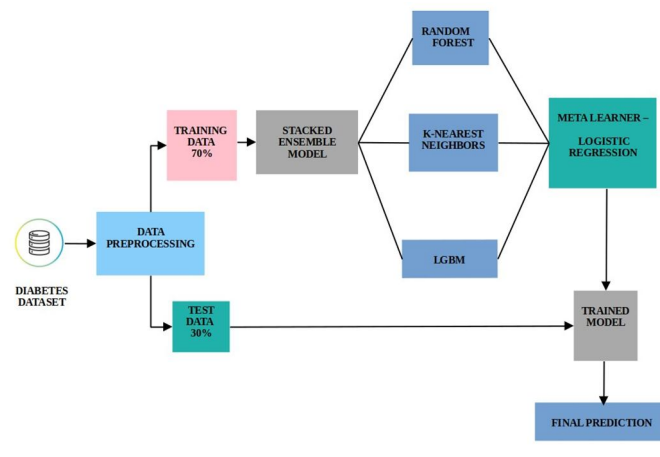 RANDOM
FOREST
TRAINING
DATA
70%
STACKED
ENSEMBLE
MODEL
K-NEAREST
NEIGHBORS
META LEARNER –
LOGISTIC
REGRESSION
DATA
PREPROCESSING
LGBM
DIABETES
DATASET
TEST
DATA
30%
TRAINED
MODEL
FINAL PREDICTION